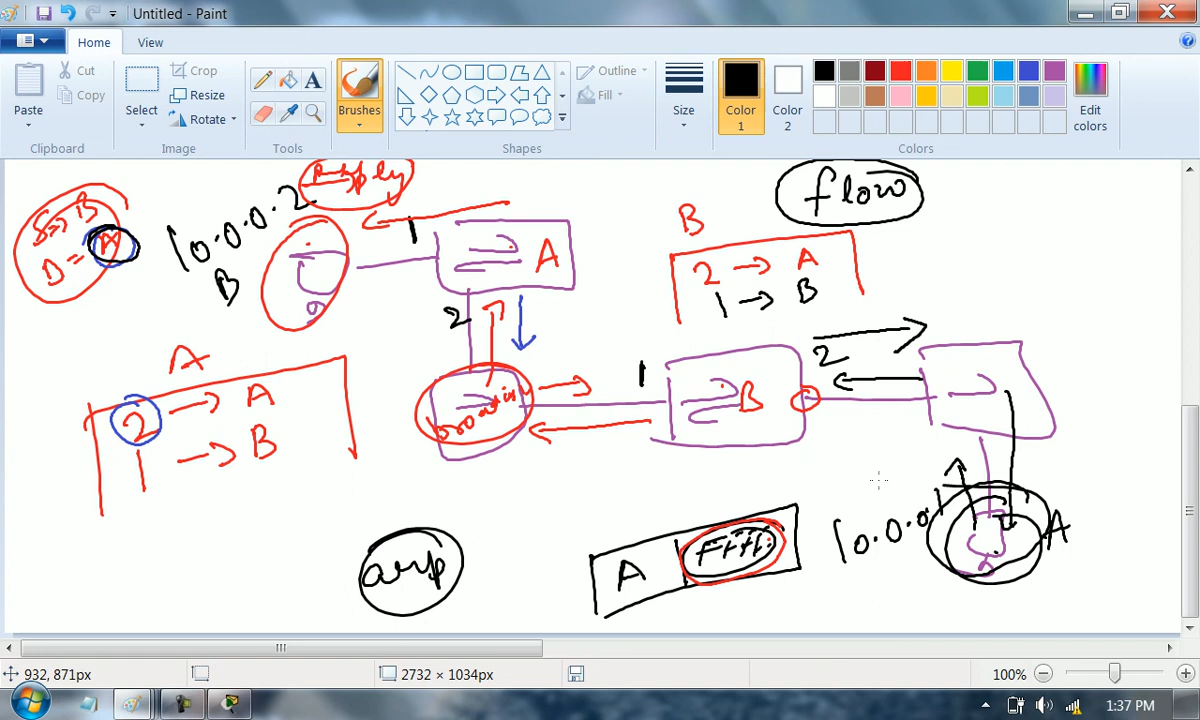 Untitled - Paint
Home
View
Paste
Cut
Copy
Clipboard
Select
Crop
Resize
Rotate
Image
Tools
Brushes
Shapes
Outline
Fill
Size
Color 1
Color 2
Edit colors
Colors
Reply
flow
S => B
D = A
10.0.0.2
B
1
A
2
B
2 -> A
1 -> B
A
2 -> A
1 -> B
1
B
2
arp
A
10.0.0.1
A
932, 871px
2732 × 1034px
100%
1:37 PM